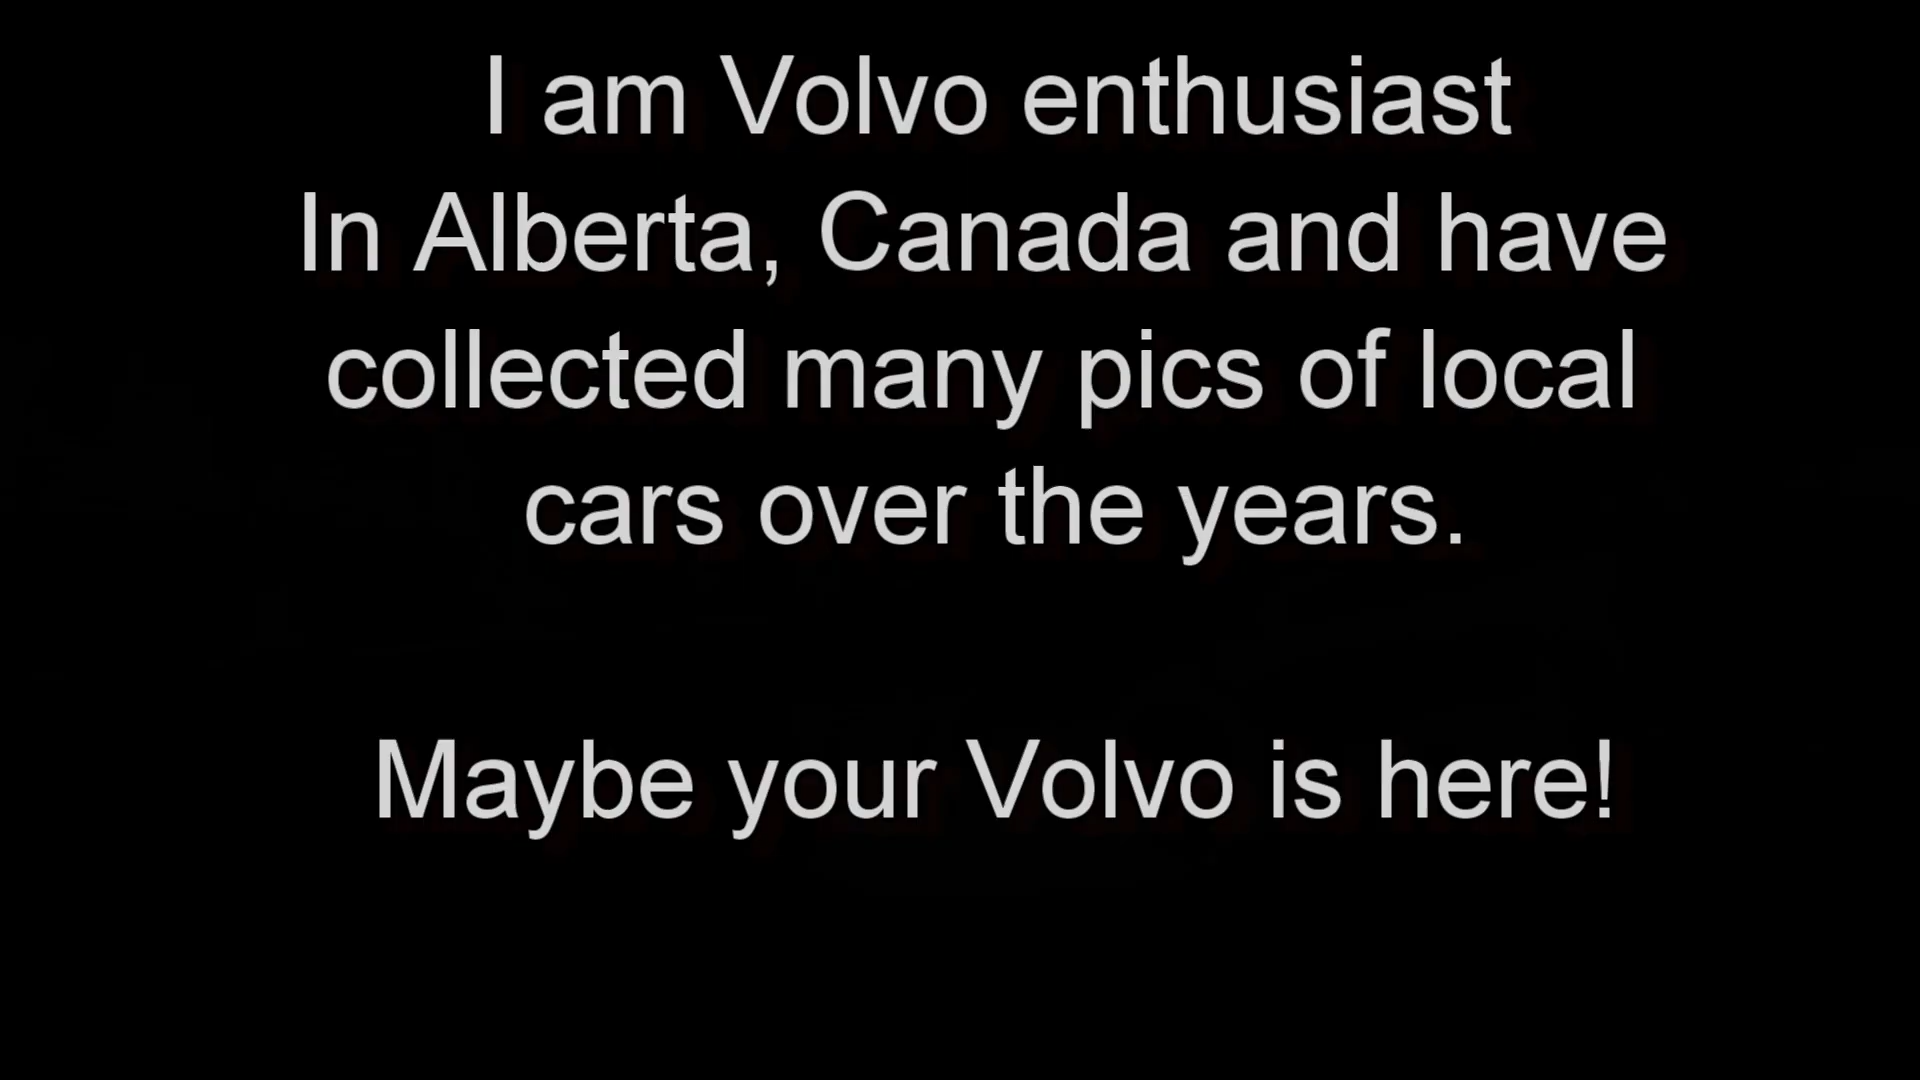 I am Volvo enthusiast
In Alberta, Canada and have
collected many pics of local
cars over the years.
Maybe your Volvo is here!